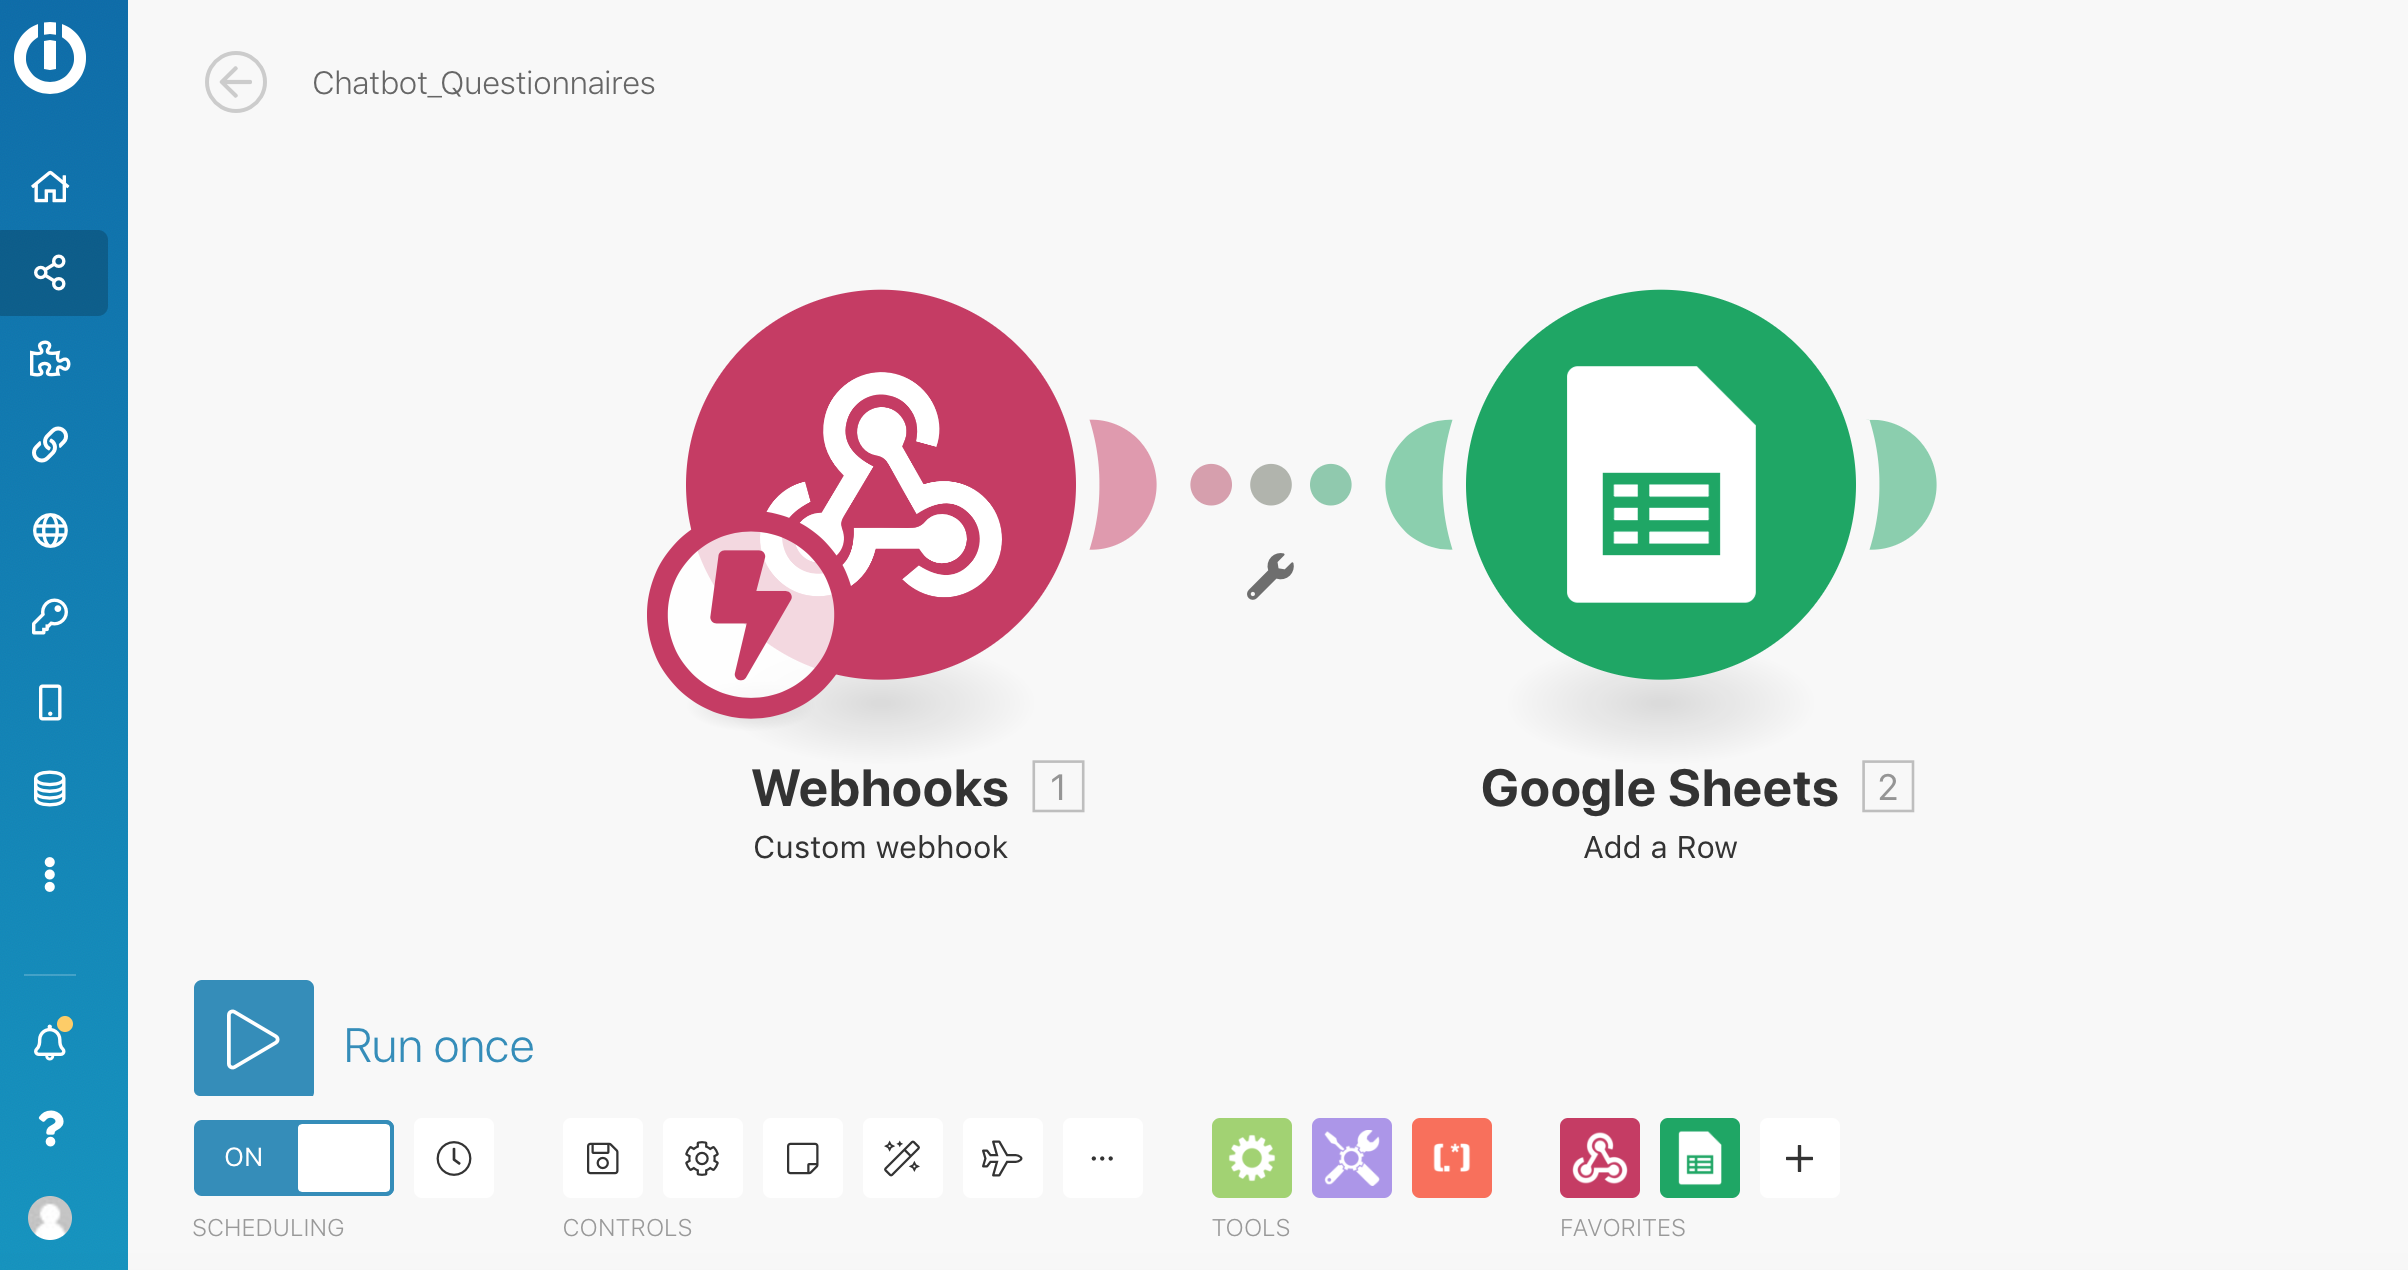 Chatbot_Questionnaires
Webhooks 1
Custom webhook
Google Sheets 2
Add a Row
Run once
ON
SCHEDULING
CONTROLS
TOOLS
FAVORITES